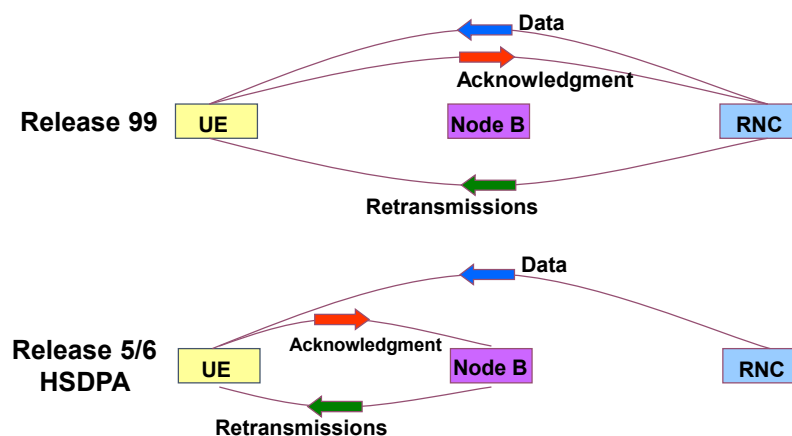 Data
Acknowledgment
Release 99
UE
Node B
RNC
Retransmissions
Data
Acknowledgment
Release 5/6
HSDPA
UE
Node B
RNC
Retransmissions